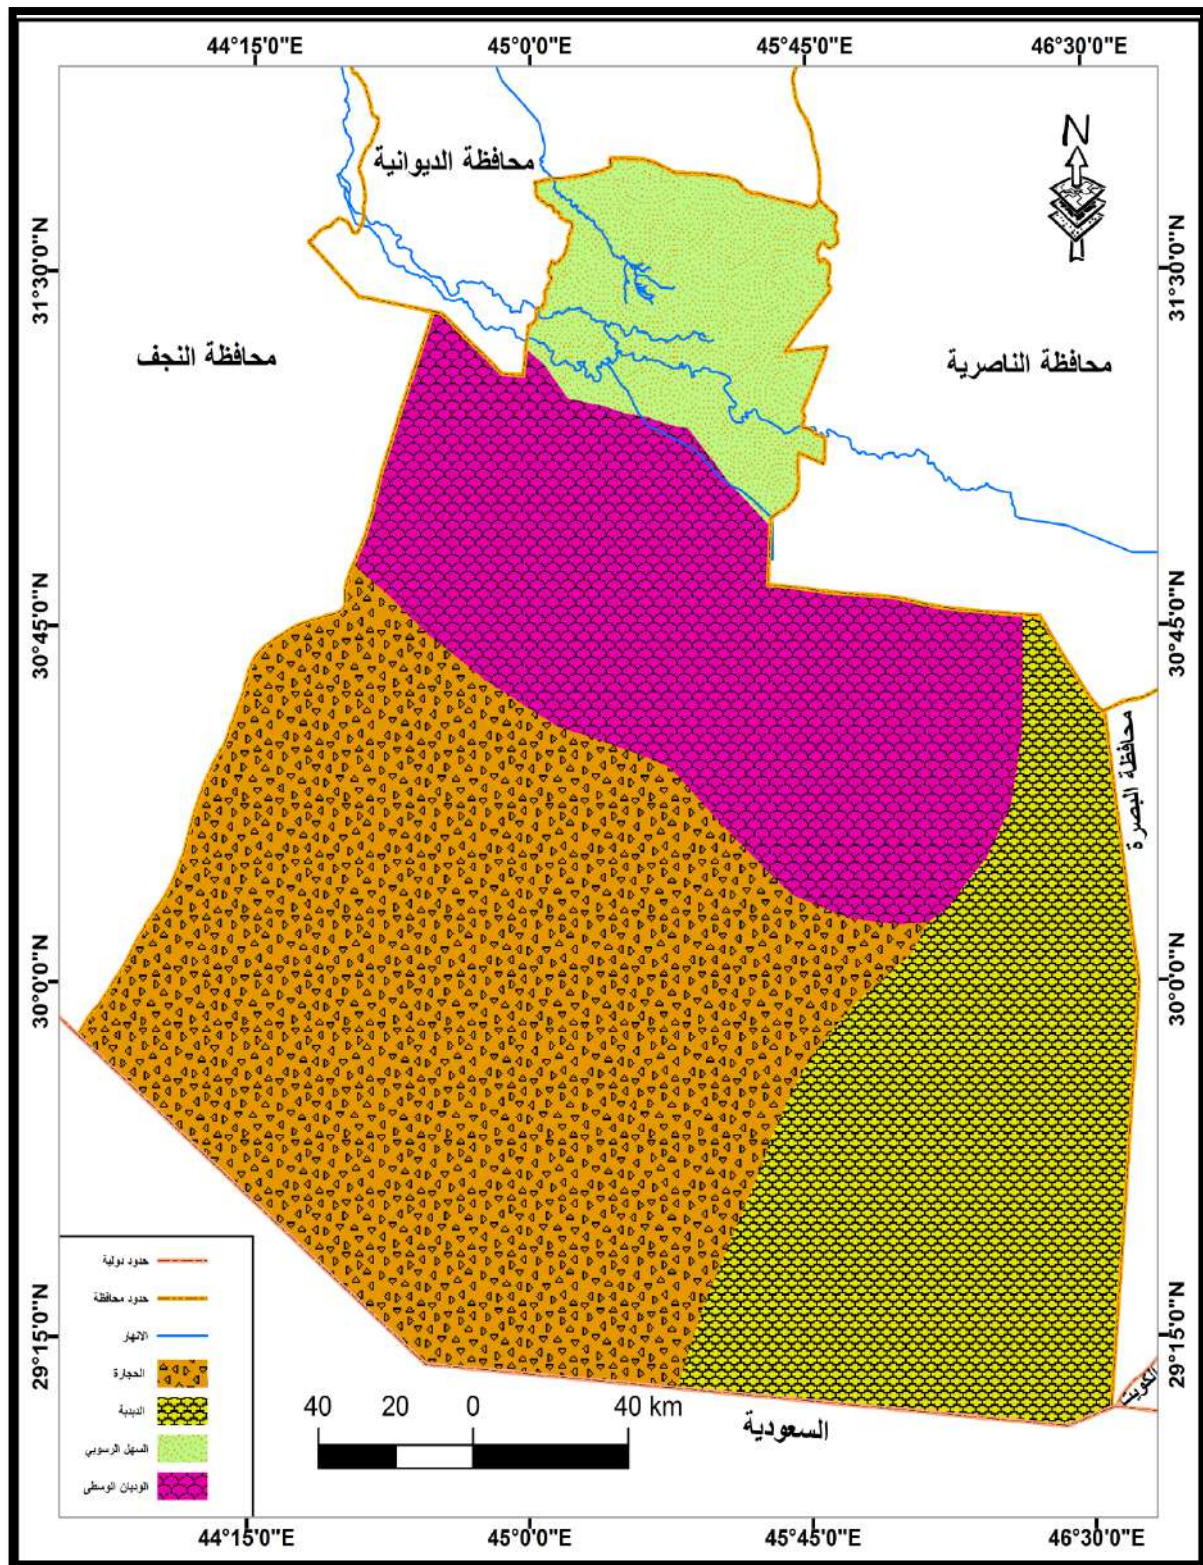 44°15'0"E 45°0'0"E 45°45'0"E 46°30'0"E
N
محافظة الديوانية
31°30'0"N
31°30'0"N
محافظة النجف
محافظة الناصرية
30°45'0"N
30°45'0"N
محافظة البصرة
30°0'0"N
30°0'0"N
29°15'0"N
29°15'0"N
حدود دولية
حدود محافظة
الانهار
الحجارة
الدبدبة
السهل الرسوبي
الوديان الوسطى
40 20 0 40 km
السعودية
الكويت
44°15'0"E 45°0'0"E 45°45'0"E 46°30'0"E